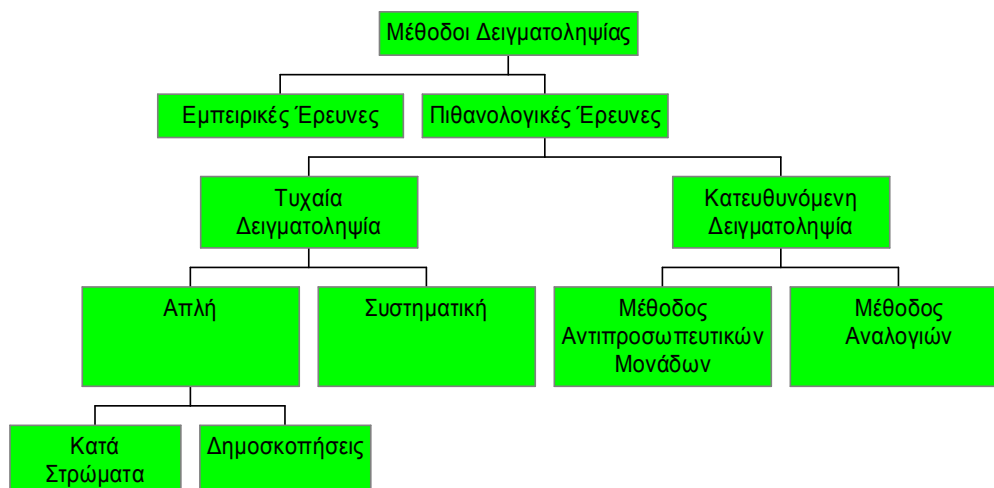 Μέθοδοι Δειγματοληψίας
Εμπειρικές Έρευνες
Πιθανολογικές Έρευνες
Τυχαία
Δειγματοληψία
Κατευθυνόμενη
Δειγματοληψία
Απλή
Συστηματική
Μέθοδος
Αντιπροσωπευτικών
Μονάδων
Μέθοδος
Αναλογιών
Κατά
Στρώματα
Δημοσκοπήσεις